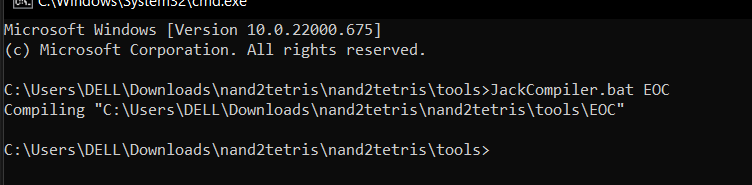 C:\Windows\System32\cmd.exe
Microsoft Windows [Version 10.0.22000.675]
(c) Microsoft Corporation. All rights reserved.
C:\Users\DELL\Downloads\nand2tetris\nand2tetris\tools>JackCompiler.bat EOC
Compiling "C:\Users\DELL\Downloads\nand2tetris\nand2tetris\tools\EOC"
C:\Users\DELL\Downloads\nand2tetris\nand2tetris\tools>